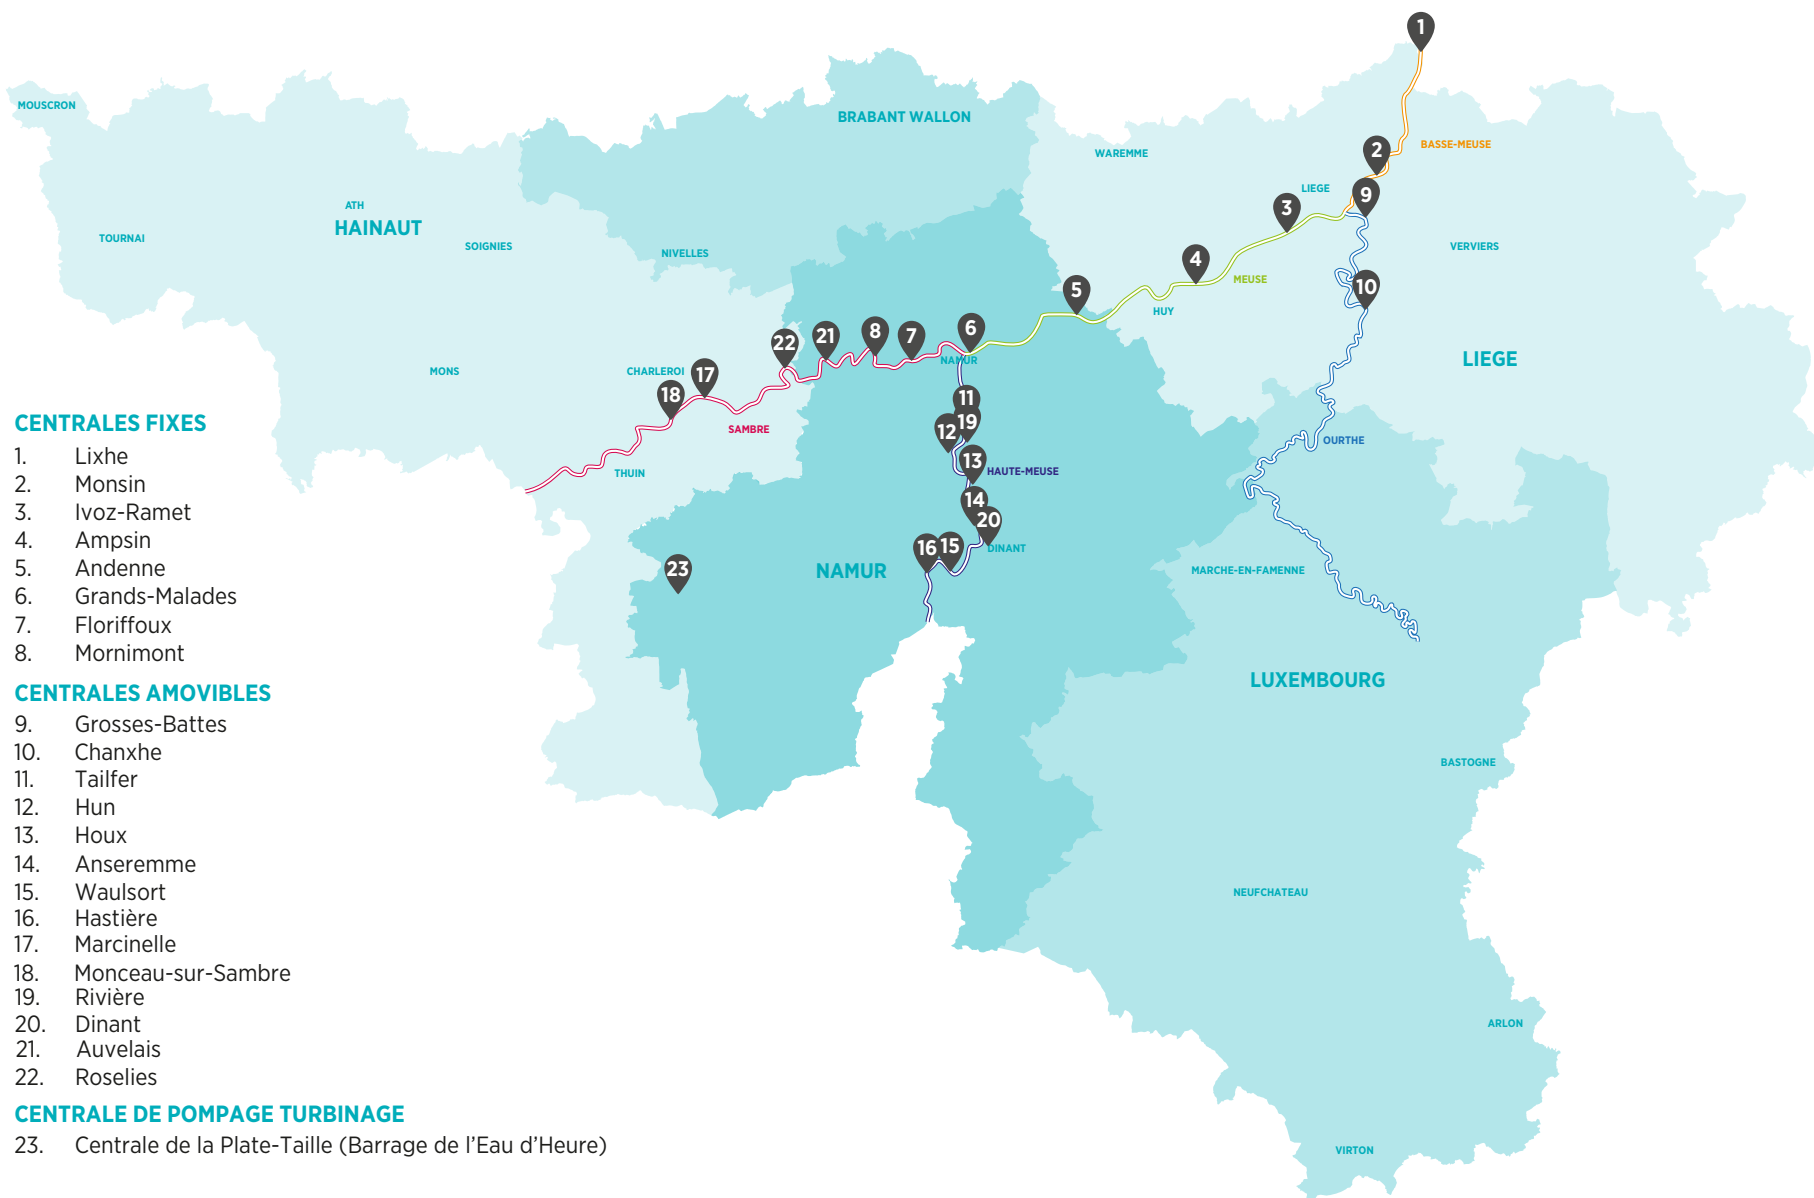 1
MOUSCRON
BRABANT WALLON
WAREMME
2
BASSE-MEUSE
LIEGE
9
3
ATH
HAINAUT
TOURNAI
SOIGNIES
NIVELLES
VERVIERS
4
MEUSE
5
10
HUY
6
8
7
21
22
NAMUR
LIEGE
MONS
CHARLEROI
17
18
11
19
12
SAMBRE
OURTHE
13
HAUTE-MEUSE
THUIN
14
20
DINANT
16
15
23
NAMUR
MARCHE-EN-FAMENNE
LUXEMBOURG
BASTOGNE
NEUFCHATEAU
ARLON
VIRTON
CENTRALES FIXES
1. Lixhe
2. Monsin
3. Ivoz-Ramet
4. Ampsin
5. Andenne
6. Grands-Malades
7. Floriffoux
8. Mornimont
CENTRALES AMOVIBLES
9. Grosses-Battes
10. Chanxhe
11. Tailfer
12. Hun
13. Houx
14. Anseremme
15. Waulsort
16. Hastière
17. Marcinelle
18. Monceau-sur-Sambre
19. Rivière
20. Dinant
21. Auvelais
22. Roselies
CENTRALE DE POMPAGE TURBINAGE
23. Centrale de la Plate-Taille (Barrage de l'Eau d'Heure)